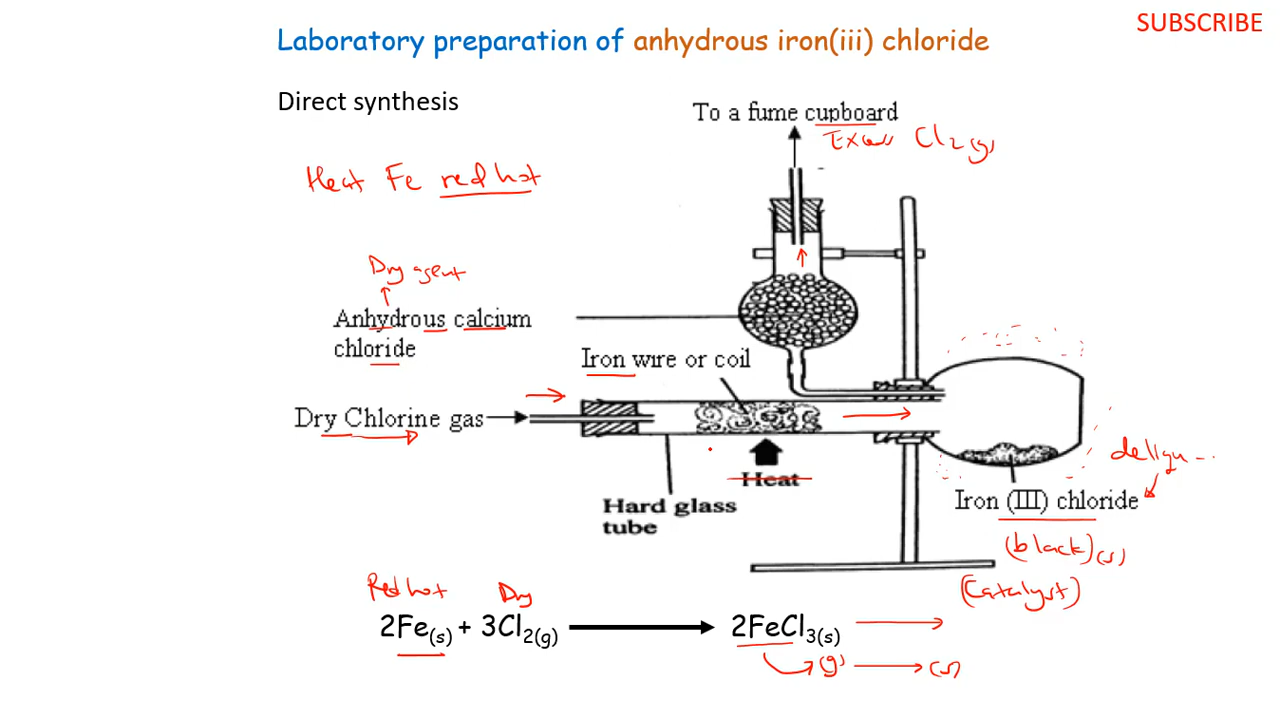 SUBSCRIBE
Laboratory preparation of anhydrous iron(iii) chloride
Direct synthesis
To a fume cupboard
Cl2(g)
Heat Fe red hot
Dry agent
Anhydrous calcium
chloride
Iron wire or coil
Dry Chlorine gas
Heat
Hard glass
tube
Iron (III) chloride
(black)(s)
(Catalyst)
Red hot Dry
2Fe(s) + 3Cl2(g) 2FeCl3(s)
(g) (s)